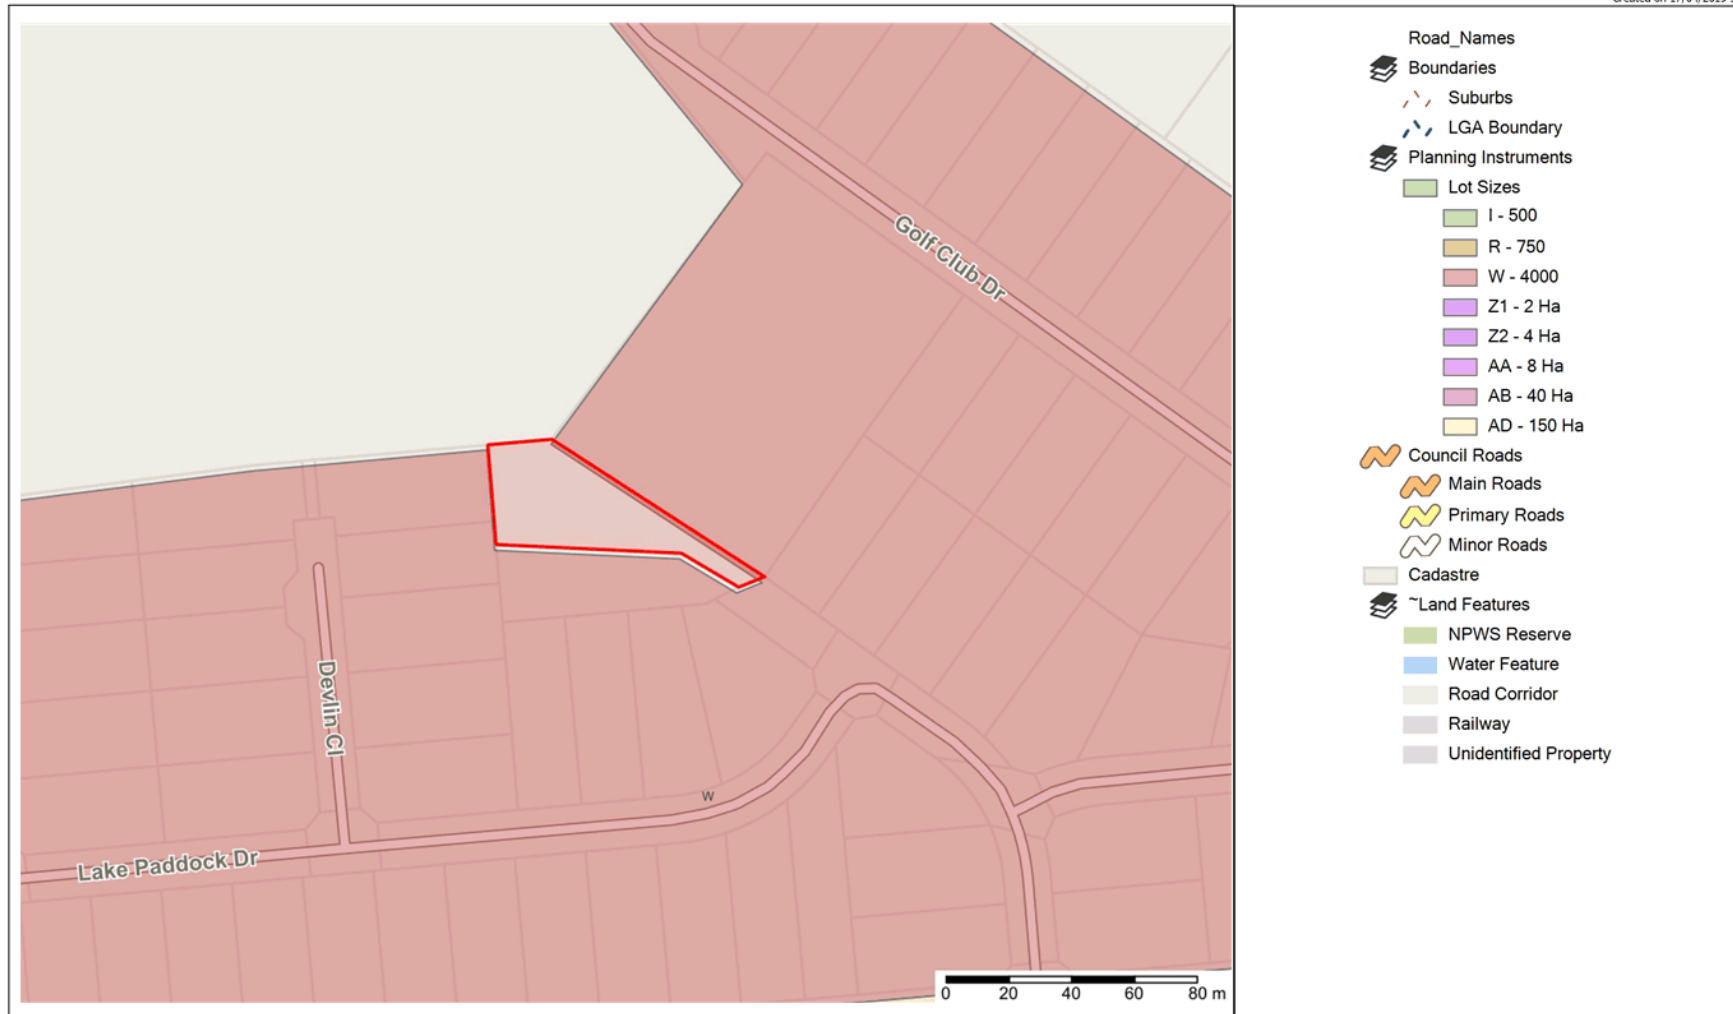 Road_Names
Boundaries
Suburbs
LGA Boundary
Planning Instruments
Lot Sizes
I - 500
R - 750
W - 4000
Z1 - 2 Ha
Z2 - 4 Ha
AA - 8 Ha
AB - 40 Ha
AD - 150 Ha
Council Roads
Main Roads
Primary Roads
Minor Roads
Cadastre
~Land Features
NPWS Reserve
Water Feature
Road Corridor
Railway
Unidentified Property
Golf Club Dr
Devlin Cl
W
Lake Paddock Dr
0 20 40 60 80 m